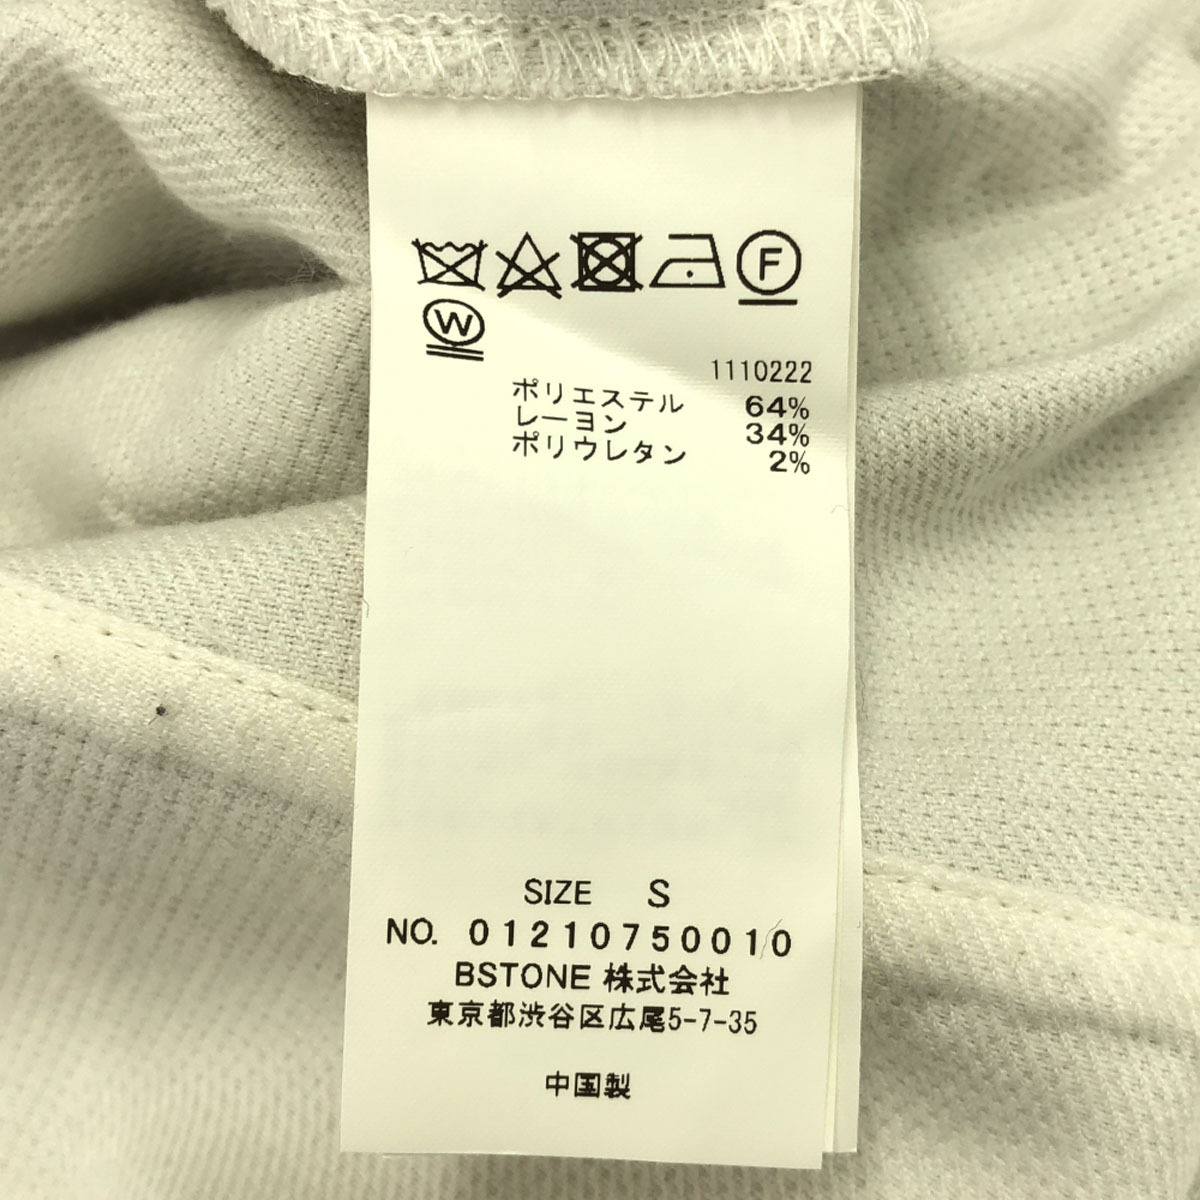 F
W
1110222
ポリエステル 64%
レーヨン 34%
ポリウレタン 2%
SIZE S
NO. 01210750010
BSTONE 株式会社
東京都渋谷区広尾5-7-35
中国製